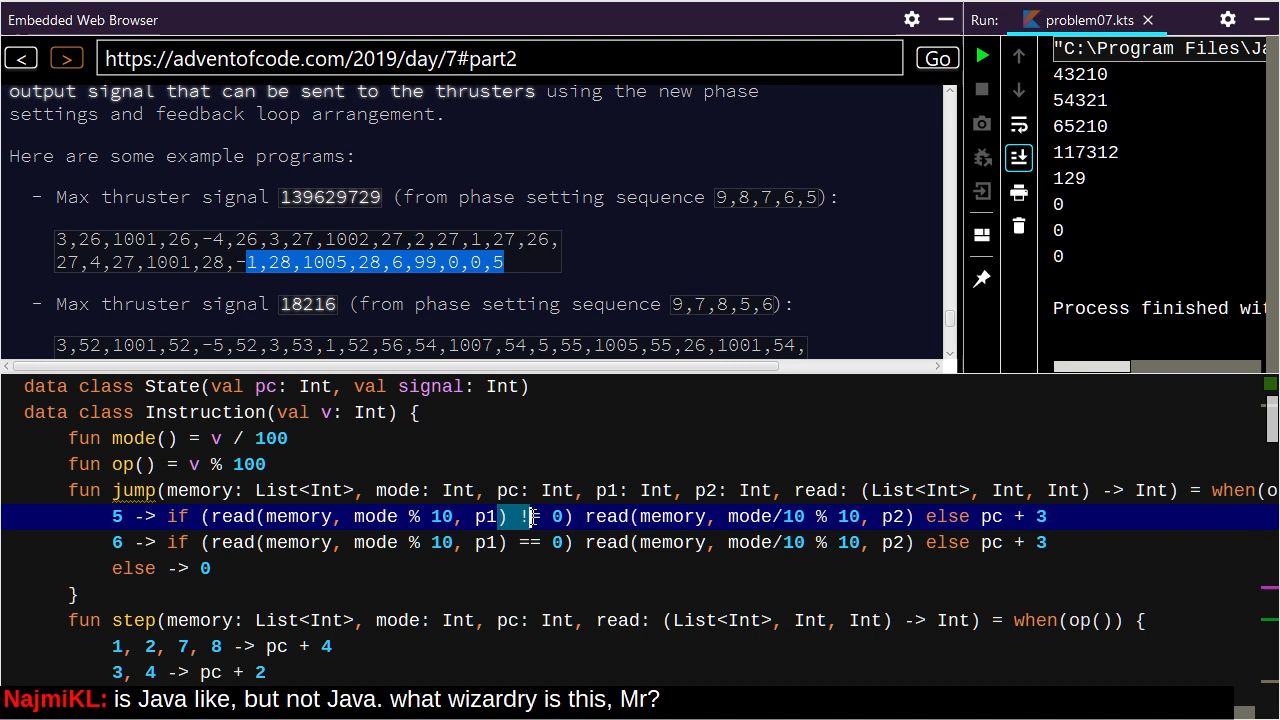 Embedded Web Browser
https://adventofcode.com/2019/day/7#part2
Go
output signal that can be sent to the thrusters using the new phase
settings and feedback loop arrangement.
Here are some example programs:
- Max thruster signal 139629729 (from phase setting sequence 9,8,7,6,5):
3,26,1001,26,-4,26,3,27,1002,27,2,27,1,27,26,
27,4,27,1001,28,-1,28,1005,28,6,99,0,0,5
- Max thruster signal 18216 (from phase setting sequence 9,7,8,5,6):
3,52,1001,52,-5,52,3,53,1,52,56,54,1007,54,5,55,1005,55,26,1001,54,
Run: problem07.kts
"C:\Program Files\Ja
43210
54321
65210
117312
129
0
0
0
Process finished wit
data class State(val pc: Int, val signal: Int)
data class Instruction(val v: Int) {
fun mode() = v / 100
fun op() = v % 100
fun jump(memory: List<Int>, mode: Int, pc: Int, p1: Int, p2: Int, read: (List<Int>, Int, Int) -> Int) = when(o
5 -> if (read(memory, mode % 10, p1) != 0) read(memory, mode/10 % 10, p2) else pc + 3
6 -> if (read(memory, mode % 10, p1) == 0) read(memory, mode/10 % 10, p2) else pc + 3
else -> 0
}
fun step(memory: List<Int>, mode: Int, pc: Int, read: (List<Int>, Int, Int) -> Int) = when(op()) {
1, 2, 7, 8 -> pc + 4
3, 4 -> pc + 2
NajmiKL: is Java like, but not Java. what wizardry is this, Mr?